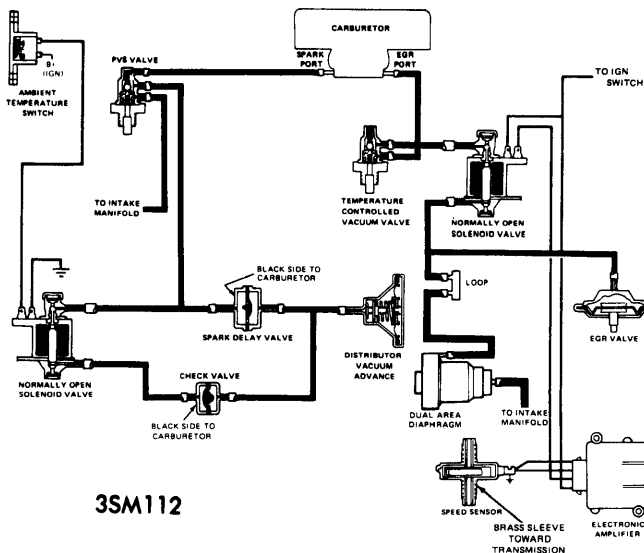 CARBURETOR
SPARK
PORT
EGR
PORT
PVS VALVE
B+
(IGN)
AMBIENT
TEMPERATURE
SWITCH
TO IGN
SWITCH
TO INTAKE
MANIFOLD
TEMPERATURE
CONTROLLED
VACUUM VALVE
NORMALLY OPEN
SOLENOID VALVE
BLACK SIDE TO
CARBURETOR
LOOP
SPARK DELAY VALVE
DISTRIBUTOR
VACUUM
ADVANCE
EGR VALVE
NORMALLY OPEN
SOLENOID VALVE
CHECK VALVE
BLACK SIDE TO
CARBURETOR
DUAL AREA
DIAPHRAGM
TO INTAKE
MANIFOLD
3SM112
SPEED SENSOR
BRASS SLEEVE
TOWARD
TRANSMISSION
ELECTRONIC
AMPLIFIER